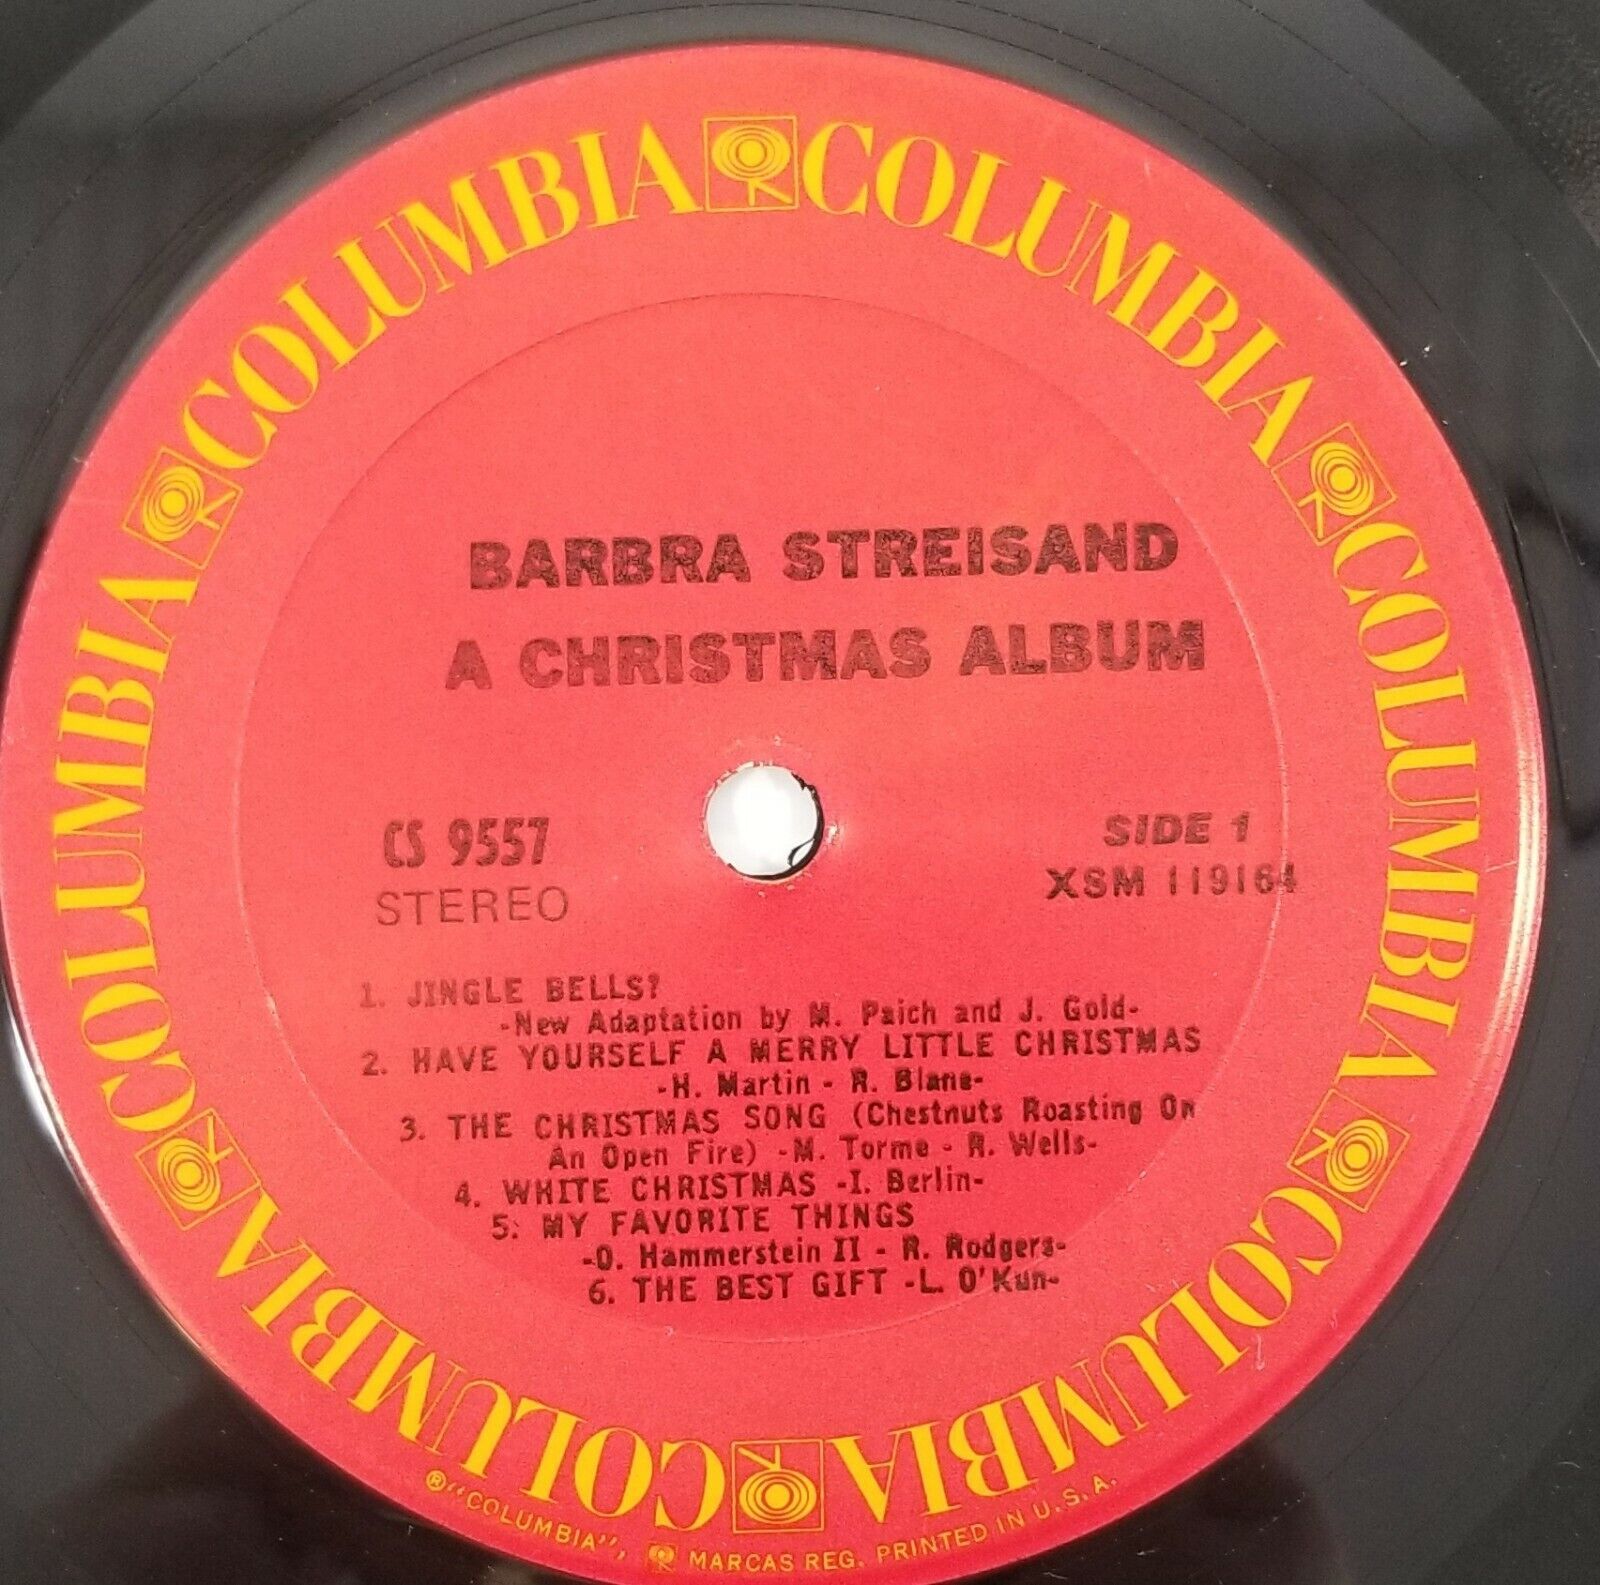 COLUMBIA COLUMBIA COLUMBIA COLUMBIA COLUMBIA COLUMBIA COLUMBIA COLUMBIA COLUMBIA COLUMBIA
BARBRA STREISAND
A CHRISTMAS ALBUM
CS 9557
STEREO
SIDE 1
XSM 119164
1. JINGLE BELLS?
-New Adaptation by M. Paich and J. Gold-
2. HAVE YOURSELF A MERRY LITTLE CHRISTMAS
-H. Martin - R. Blane-
3. THE CHRISTMAS SONG (Chestnuts Roasting On
An Open Fire) -M. Torme - R. Wells-
4. WHITE CHRISTMAS -I. Berlin-
5. MY FAVORITE THINGS
-O. Hammerstein II - R. Rodgers-
6. THE BEST GIFT -L. O'Kun-
®"COLUMBIA", MARCAS REG. PRINTED IN U.S.A.